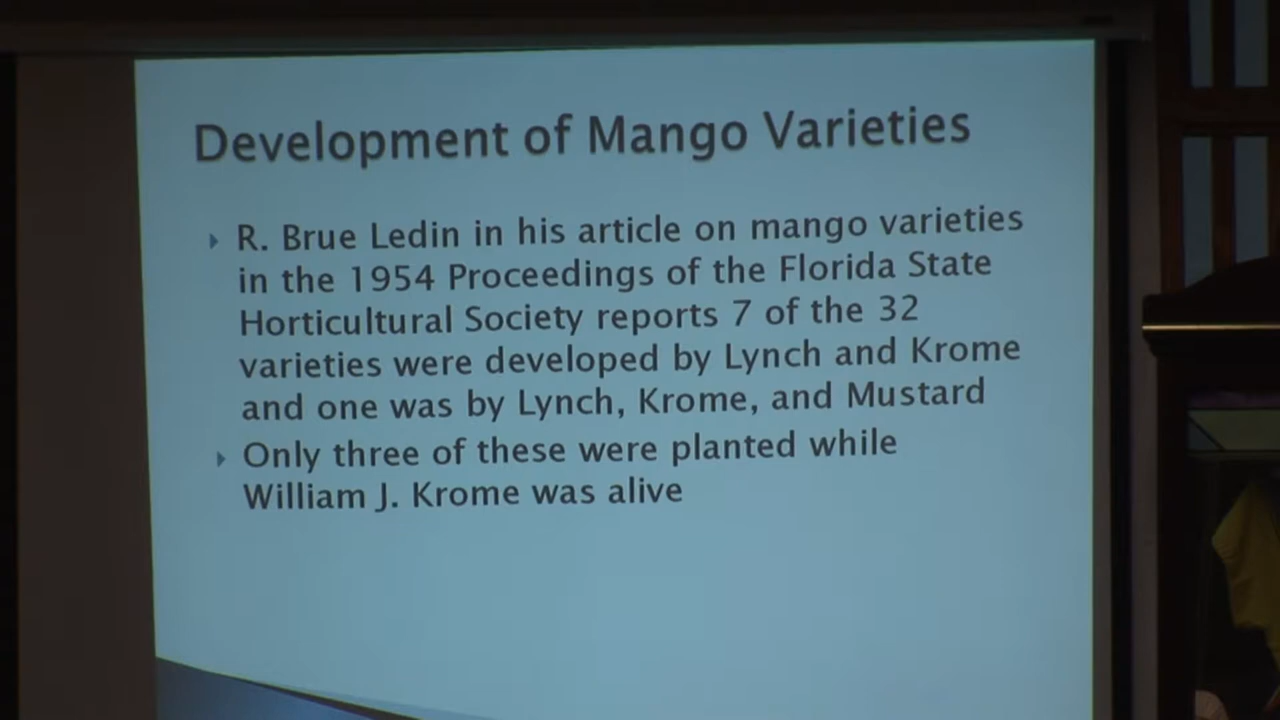 Development of Mango Varieties
R. Brue Ledin in his article on mango varieties
in the 1954 Proceedings of the Florida State
Horticultural Society reports 7 of the 32
varieties were developed by Lynch and Krome
and one was by Lynch, Krome, and Mustard
Only three of these were planted while
William J. Krome was alive